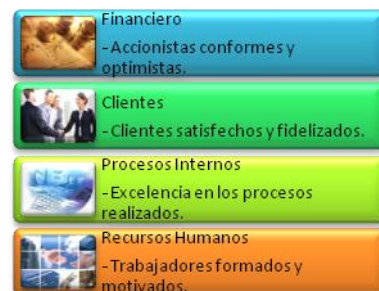 Financiero
- Accionistas conformes y
optimistas.
Clientes
- Clientes satisfechos y fidelizados.
Procesos Internos
- Excelencia en los procesos
realizados.
Recursos Humanos
- Trabajadores formados y
motivados.